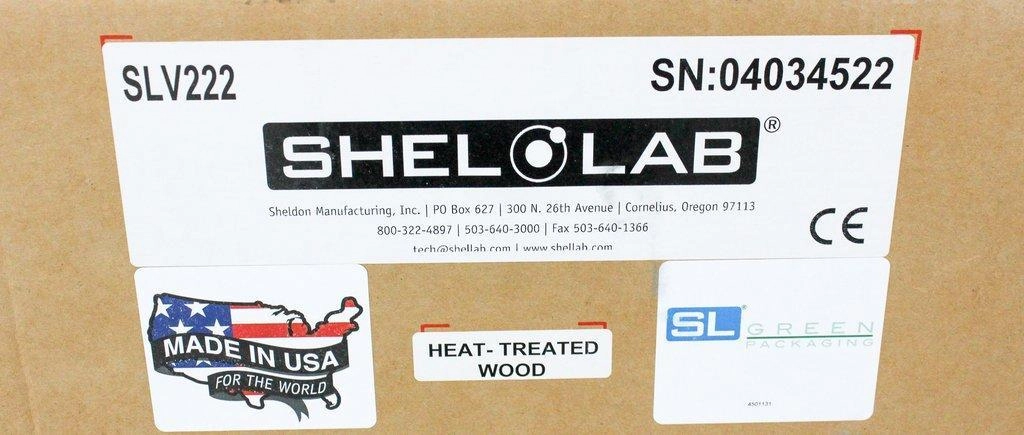 SLV222
SN:04034522
SHEL LAB®
Sheldon Manufacturing, Inc. | PO Box 627 | 300 N. 26th Avenue | Cornelius, Oregon 97113
800-322-4897 | 503-640-3000 | Fax 503-640-1366
tech@shellab.com | www.shellab.com
CE
MADE IN USA
FOR THE WORLD
HEAT- TREATED
WOOD
SL® GREEN
PACKAGING
4501131